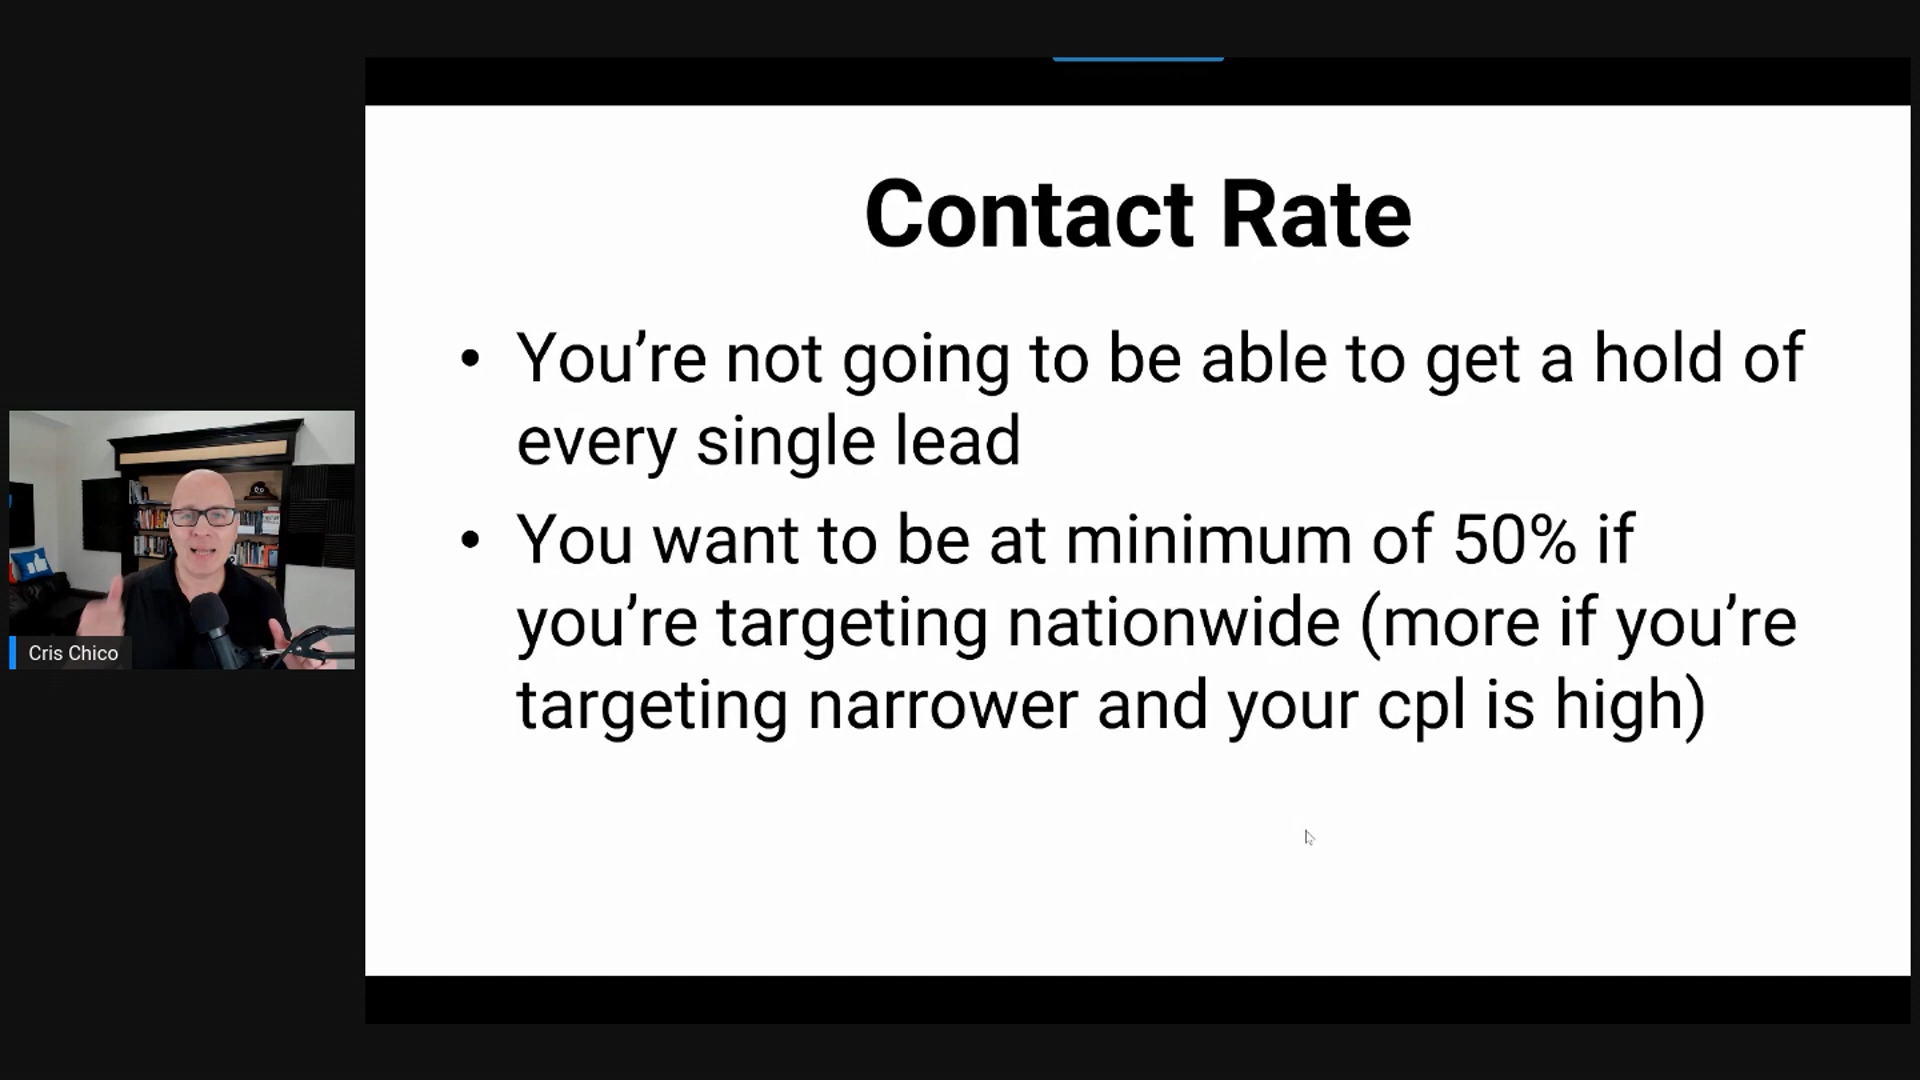 Contact Rate
• You’re not going to be able to get a hold of
every single lead
• You want to be at minimum of 50% if
you’re targeting nationwide (more if you’re
targeting narrower and your cpl is high)
Cris Chico